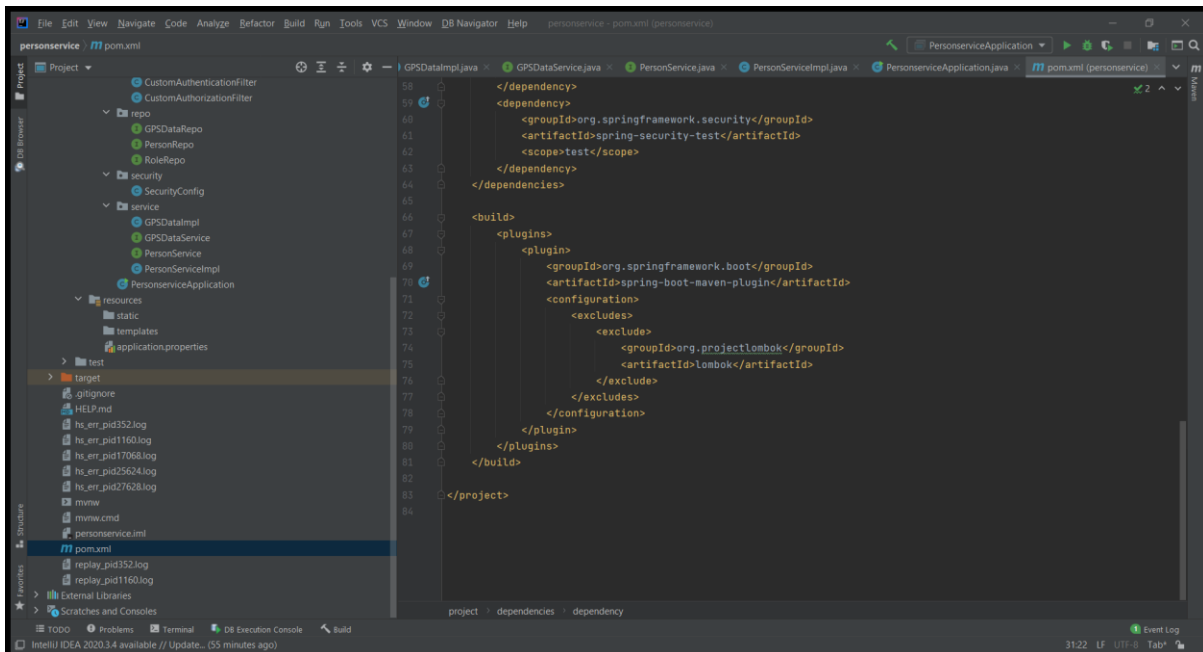 File Edit View Navigate Code Analyze Refactor Build Run Tools VCS Window DB Navigator Help personservice - pom.xml (personservice)
personservice pom.xml PersonserviceApplication
Project GPSDataImpl.java GPSDataService.java PersonService.java PersonServiceImpl.java PersonserviceApplication.java pom.xml (personservice)
Project
DB Browser
Structure
Favorites
Maven
CustomAuthenticationFilter
CustomAuthorizationFilter
repo
GPSDataRepo
PersonRepo
RoleRepo
security
SecurityConfig
service
GPSDataImpl
GPSDataService
PersonService
PersonServiceImpl
PersonserviceApplication
resources
static
templates
application.properties
test
target
.gitignore
HELP.md
hs_err_pid352.log
hs_err_pid1160.log
hs_err_pid17068.log
hs_err_pid25624.log
hs_err_pid27628.log
mvnw
mvnw.cmd
personservice.iml
pom.xml
replay_pid352.log
replay_pid1160.log
External Libraries
Scratches and Consoles
58 </dependency>
59 <dependency>
60 <groupId>org.springframework.security</groupId>
61 <artifactId>spring-security-test</artifactId>
62 <scope>test</scope>
63 </dependency>
64 </dependencies>
65
66 <build>
67 <plugins>
68 <plugin>
69 <groupId>org.springframework.boot</groupId>
70 <artifactId>spring-boot-maven-plugin</artifactId>
71 <configuration>
72 <excludes>
73 <exclude>
74 <groupId>org.projectlombok</groupId>
75 <artifactId>lombok</artifactId>
76 </exclude>
77 </excludes>
78 </configuration>
79 </plugin>
80 </plugins>
81 </build>
82
83 </project>
84
2
project dependencies dependency
TODO Problems Terminal DB Execution Console Build 1 Event Log
IntelliJ IDEA 2020.3.4 available // Update... (55 minutes ago) 31:22 LF UTF-8 Tab*